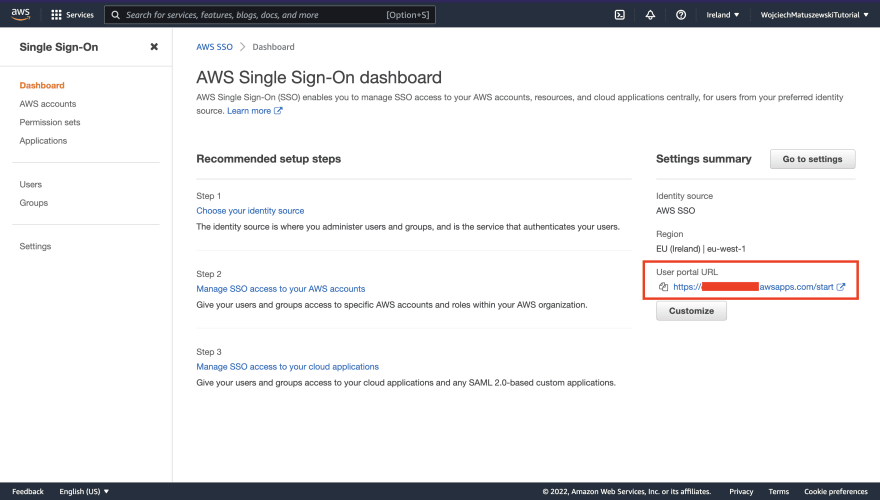 aws
Services
Search for services, features, blogs, docs, and more
[Option+S]
Ireland ▼
WojciechMatuszewskiTutorial ▼
Single Sign-On
Dashboard
AWS accounts
Permission sets
Applications
Users
Groups
Settings
AWS SSO > Dashboard
AWS Single Sign-On dashboard
AWS Single Sign-On (SSO) enables you to manage SSO access to your AWS accounts, resources, and cloud applications centrally, for users from your preferred identity
source. Learn more
Recommended setup steps
Step 1
Choose your identity source
The identity source is where you administer users and groups, and is the service that authenticates your users.
Step 2
Manage SSO access to your AWS accounts
Give your users and groups access to specific AWS accounts and roles within your AWS organization.
Step 3
Manage SSO access to your cloud applications
Give your users and groups access to your cloud applications and any SAML 2.0-based custom applications.
Settings summary
Go to settings
Identity source
AWS SSO
Region
EU (Ireland) | eu-west-1
User portal URL
https:// awsapps.com/start
Customize
Feedback
English (US) ▼
© 2022, Amazon Web Services, Inc. or its affiliates.
Privacy
Terms
Cookie preferences